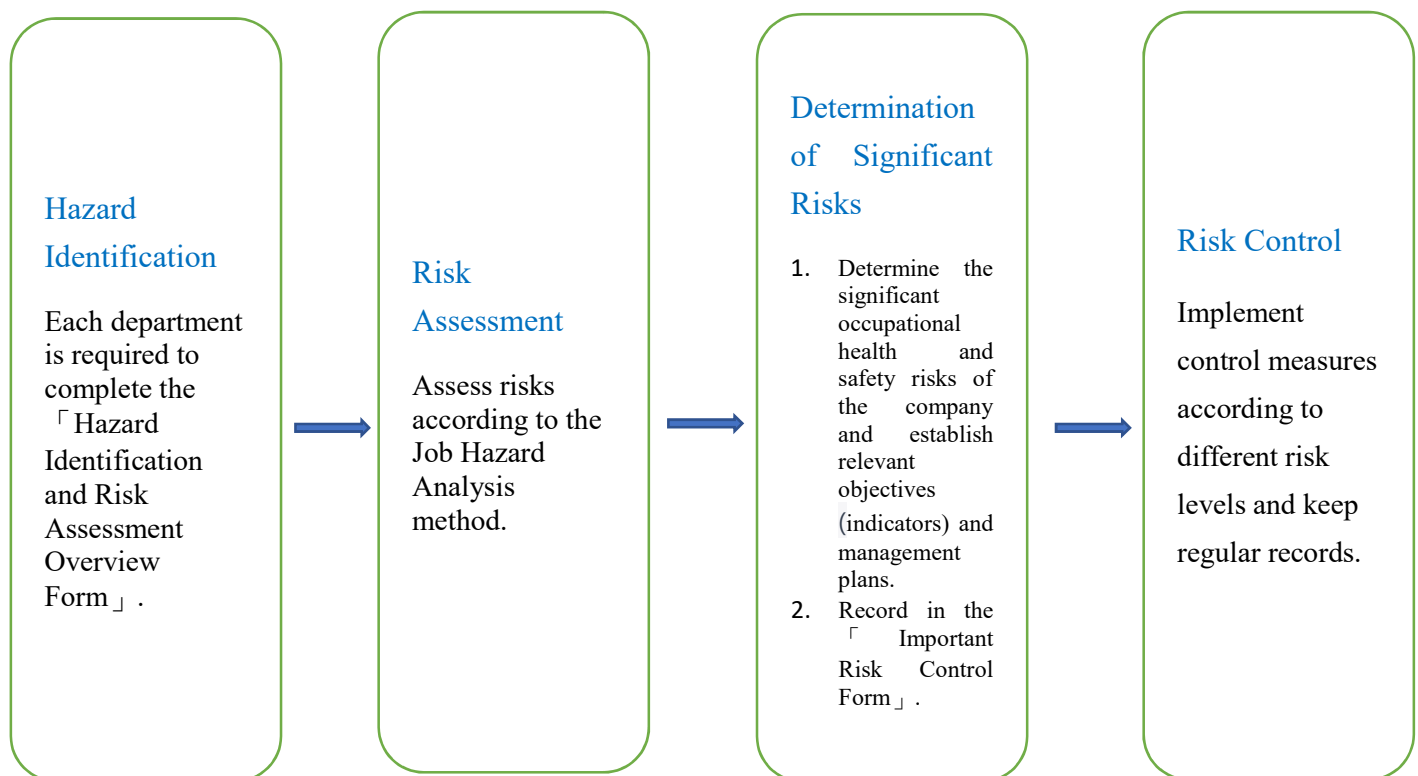 Hazard
Identification
Each department
is required to
complete the
「Hazard
Identification
and Risk
Assessment
Overview
Form」.
Risk
Assessment
Assess risks
according to the
Job Hazard
Analysis
method.
Determination
of Significant
Risks
1. Determine the
significant
occupational
health and
safety risks of
the company
and establish
relevant
objectives
(indicators) and
management
plans.
2. Record in the
「 Important
Risk Control
Form」.
Risk Control
Implement
control measures
according to
different risk
levels and keep
regular records.